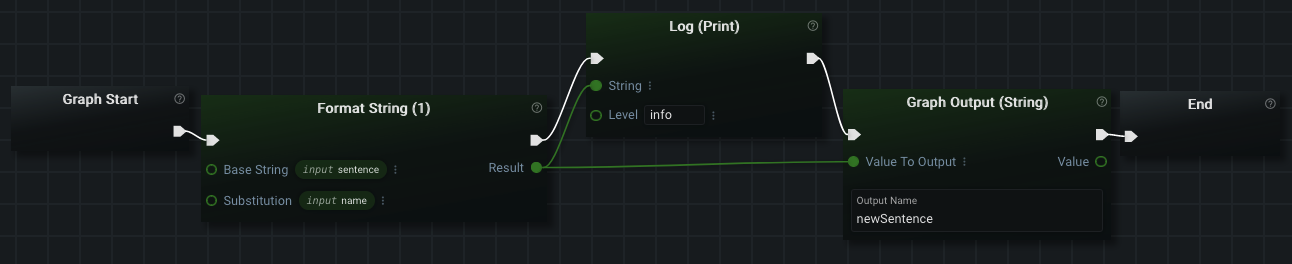 Graph Start
Format String (1)
Base String input sentence
Substitution input name
Result
Log (Print)
String
Level info
Graph Output (String)
Value To Output
Value
Output Name
newSentence
End